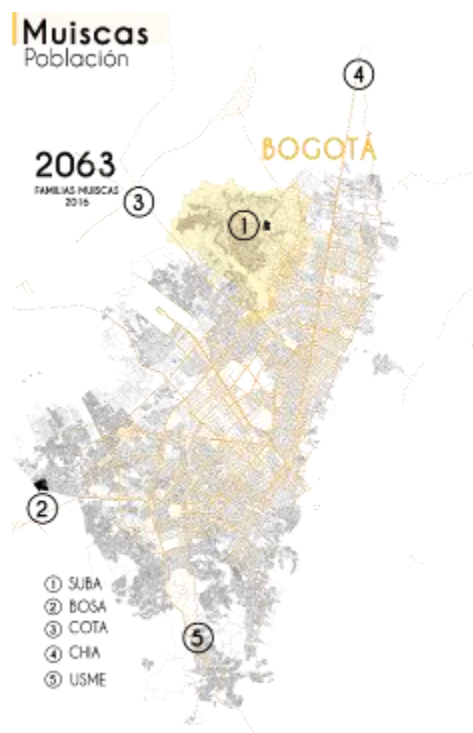 Muiscas
Población
4
BOGOTÁ
2063
FAMILIAS MUISCAS
2016
3
1
2
5
1 SUBA
2 BOSA
3 COTA
4 CHIA
5 USME